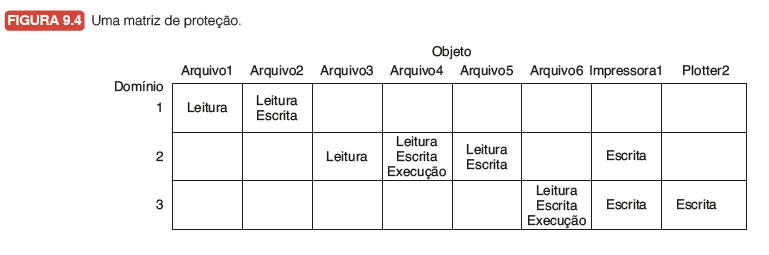 FIGURA 9.4 Uma matriz de proteção.
Objeto
Arquivo1 Arquivo2 Arquivo3 Arquivo4 Arquivo5 Arquivo6 Impressora1 Plotter2
Domínio
1 Leitura Leitura
Escrita
2 Leitura Leitura
Escrita
Execução Leitura
Escrita Escrita
3 Leitura
Escrita
Execução Escrita Escrita